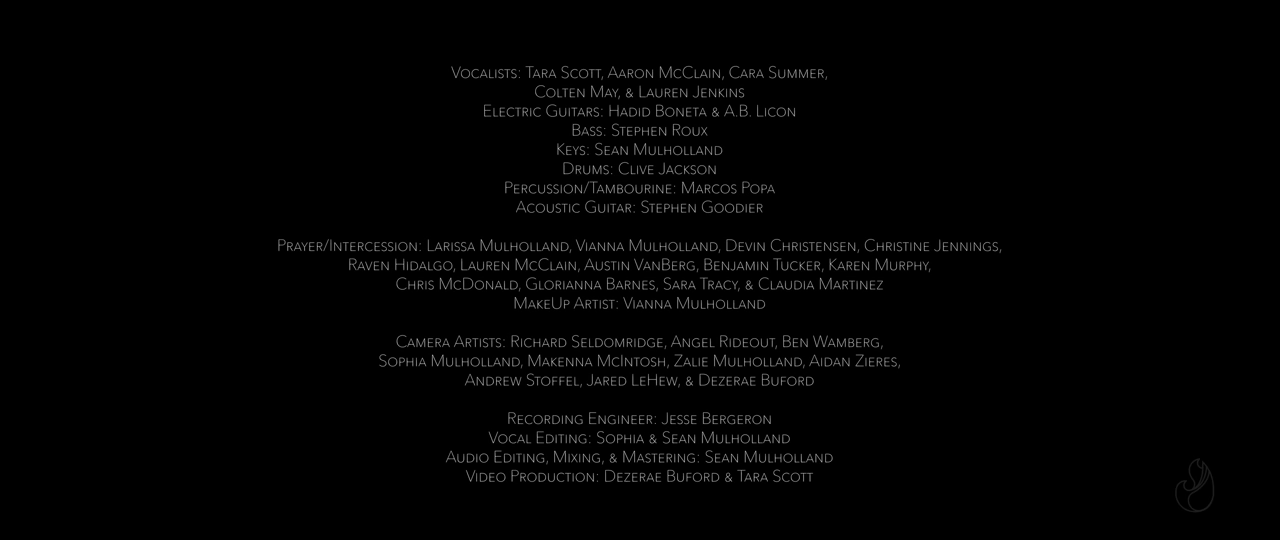 Vocalists: Tara Scott, Aaron McClain, Cara Summer,
Colten May, & Lauren Jenkins
Electric Guitars: Hadid Boneta & A.B. Licon
Bass: Stephen Roux
Keys: Sean Mulholland
Drums: Clive Jackson
Percussion/Tambourine: Marcos Popa
Acoustic Guitar: Stephen Goodier
Prayer/Intercession: Larissa Mulholland, Vianna Mulholland, Devin Christensen, Christine Jennings,
Raven Hidalgo, Lauren McClain, Austin VanBerg, Benjamin Tucker, Karen Murphy,
Chris McDonald, Glorianna Barnes, Sara Tracy, & Claudia Martinez
MakeUp Artist: Vianna Mulholland
Camera Artists: Richard Seldomridge, Angel Rideout, Ben Wamberg,
Sophia Mulholland, Makenna McIntosh, Zalie Mulholland, Aidan Zieres,
Andrew Stoffel, Jared LeHew, & Dezerae Buford
Recording Engineer: Jesse Bergeron
Vocal Editing: Sophia & Sean Mulholland
Audio Editing, Mixing, & Mastering: Sean Mulholland
Video Production: Dezerae Buford & Tara Scott